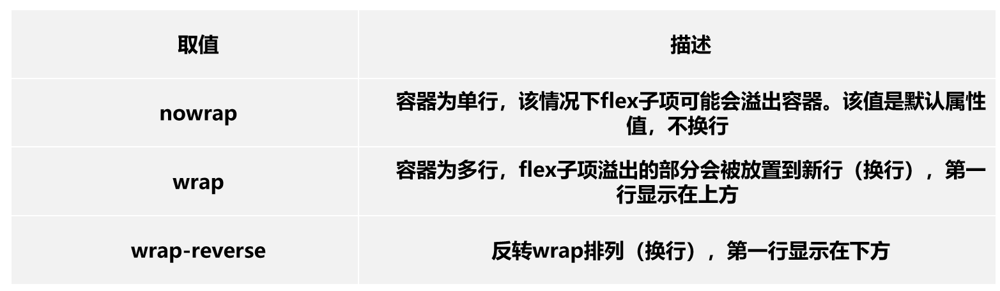 取值
描述
nowrap
容器为单行，该情况下flex子项可能会溢出容器。该值是默认属性
值，不换行
wrap
容器为多行，flex子项溢出的部分会被放置到新行（换行），第一
行显示在上方
wrap-reverse
反转wrap排列（换行），第一行显示在下方